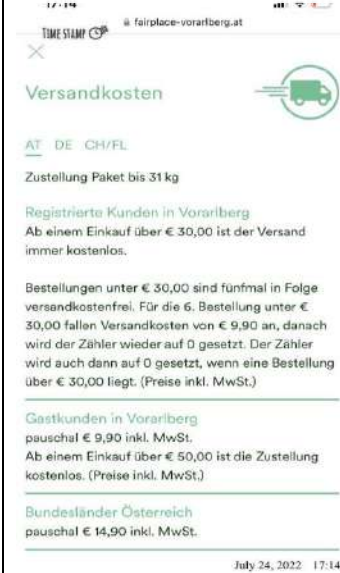 17:14
TIME STAMP
fairplace-vorarlberg.at
Versandkosten
AT DE CH/FL
Zustellung Paket bis 31 kg
Registrierte Kunden in Vorarlberg
Ab einem Einkauf über € 30,00 ist der Versand
immer kostenlos.
Bestellungen unter € 30,00 sind fünfmal in Folge
versandkostenfrei. Für die 6. Bestellung unter €
30,00 fallen Versandkosten von € 9,90 an, danach
wird der Zähler wieder auf 0 gesetzt. Der Zähler
wird auch dann auf 0 gesetzt, wenn eine Bestellung
über € 30,00 liegt. (Preise inkl. MwSt.)
Gastkunden in Vorarlberg
pauschal € 9,90 inkl. MwSt.
Ab einem Einkauf über € 50,00 ist die Zustellung
kostenlos. (Preise inkl. MwSt.)
Bundesländer Österreich
pauschal € 14,90 inkl. MwSt.
July 24, 2022 17:14